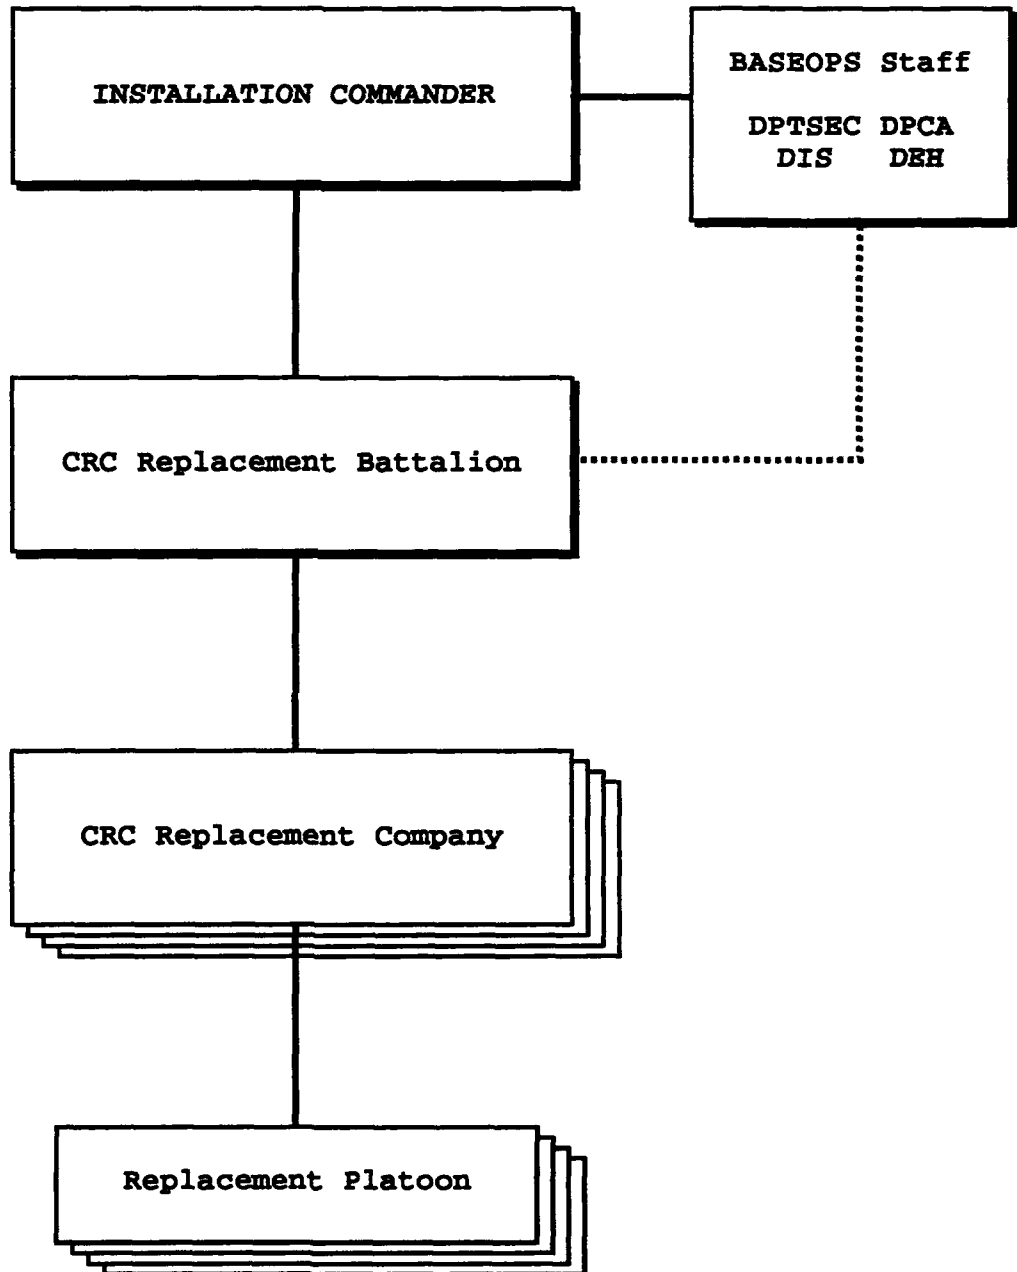 INSTALLATION COMMANDER
BASEOPS Staff
DPTSEC DPCA
DIS DEH
CRC Replacement Battalion
CRC Replacement Company
Replacement Platoon